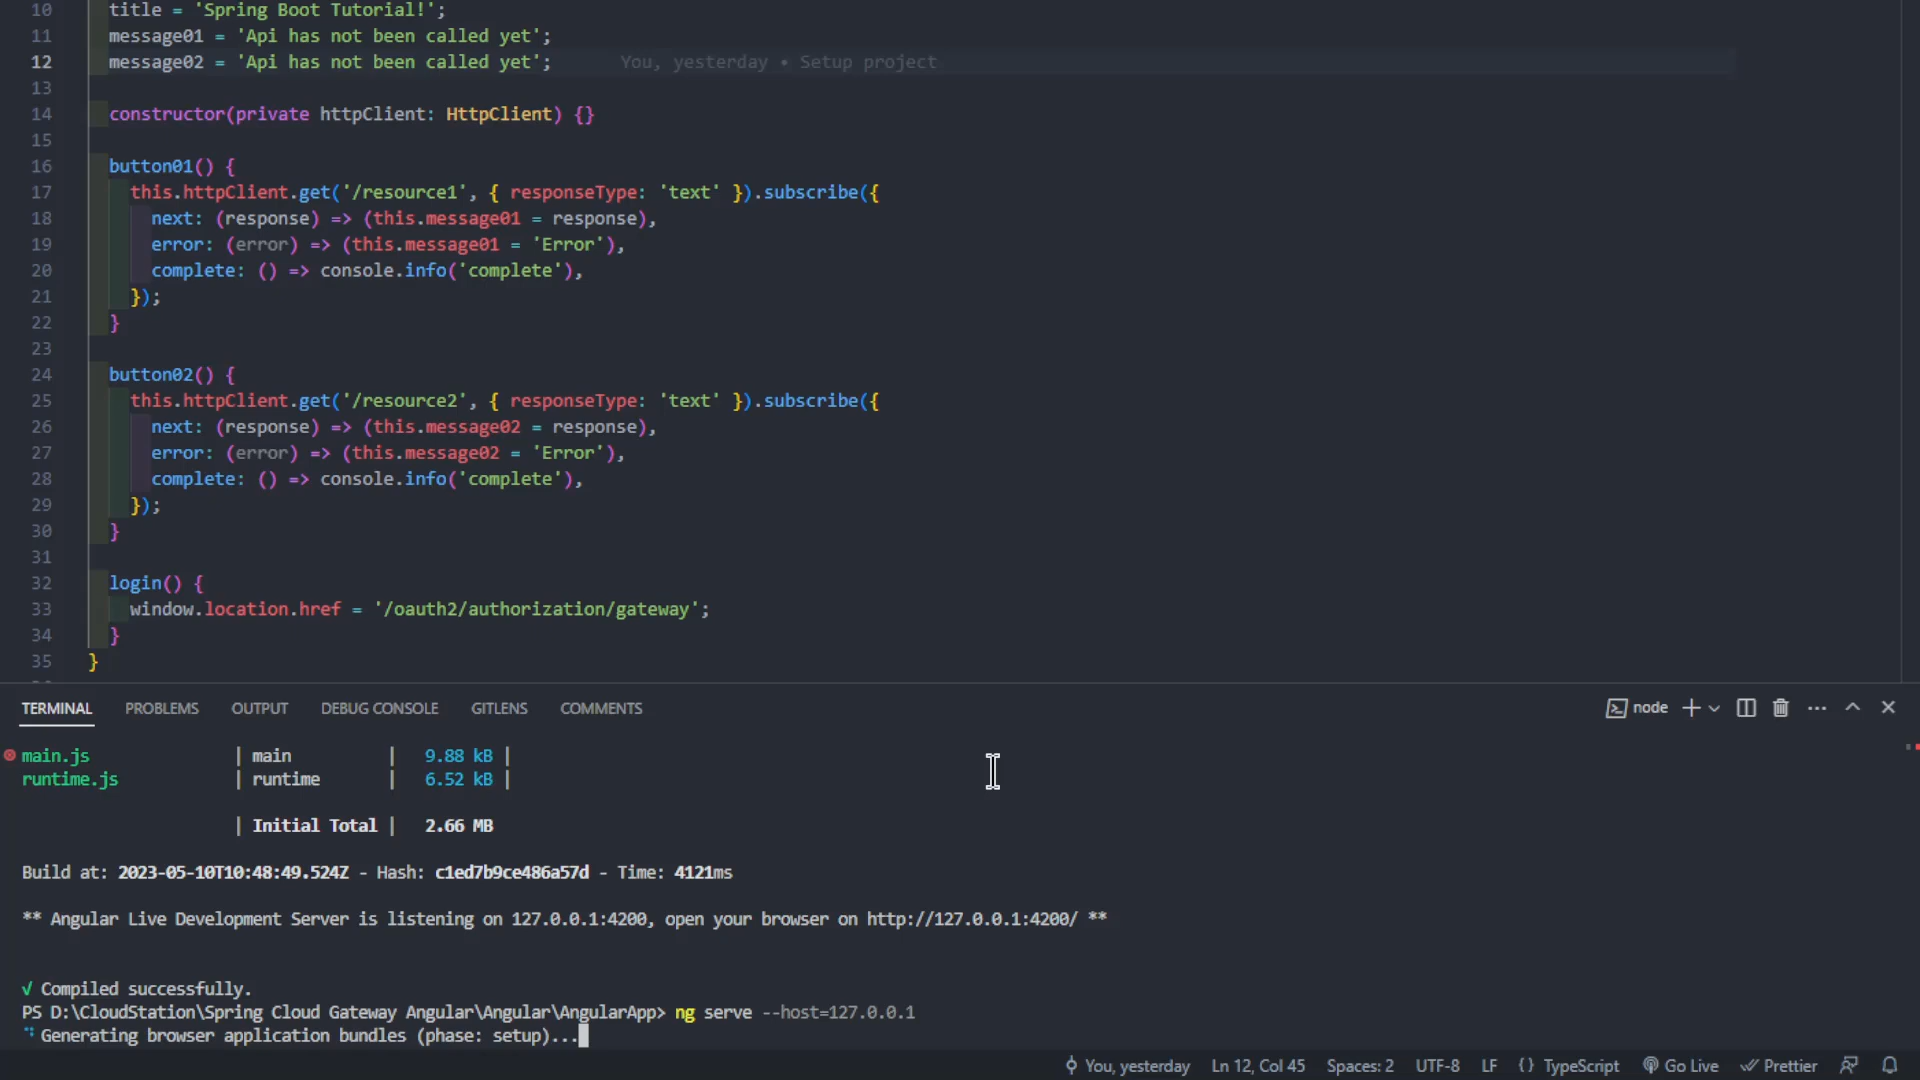 10 title = 'Spring Boot Tutorial!';
11 message01 = 'Api has not been called yet';
12 message02 = 'Api has not been called yet'; You, yesterday • Setup project
13
14 constructor(private httpClient: HttpClient) {}
15
16 button01() {
17 this.httpClient.get('/resource1', { responseType: 'text' }).subscribe({
18 next: (response) => (this.message01 = response),
19 error: (error) => (this.message01 = 'Error'),
20 complete: () => console.info('complete'),
21 });
22 }
23
24 button02() {
25 this.httpClient.get('/resource2', { responseType: 'text' }).subscribe({
26 next: (response) => (this.message02 = response),
27 error: (error) => (this.message02 = 'Error'),
28 complete: () => console.info('complete'),
29 });
30 }
31
32 login() {
33 window.location.href = '/oauth2/authorization/gateway';
34 }
35 }
TERMINAL PROBLEMS OUTPUT DEBUG CONSOLE GITLENS COMMENTS node
main.js | main | 9.88 kB |
runtime.js | runtime | 6.52 kB |
| Initial Total | 2.66 MB
Build at: 2023-05-10T10:48:49.524Z - Hash: c1ed7b9ce486a57d - Time: 4121ms
** Angular Live Development Server is listening on 127.0.0.1:4200, open your browser on http://127.0.0.1:4200/ **
√ Compiled successfully.
PS D:\CloudStation\Spring Cloud Gateway Angular\Angular\AngularApp> ng serve --host=127.0.0.1
Generating browser application bundles (phase: setup)...
You, yesterday Ln 12, Col 45 Spaces: 2 UTF-8 LF {} TypeScript Go Live Prettier